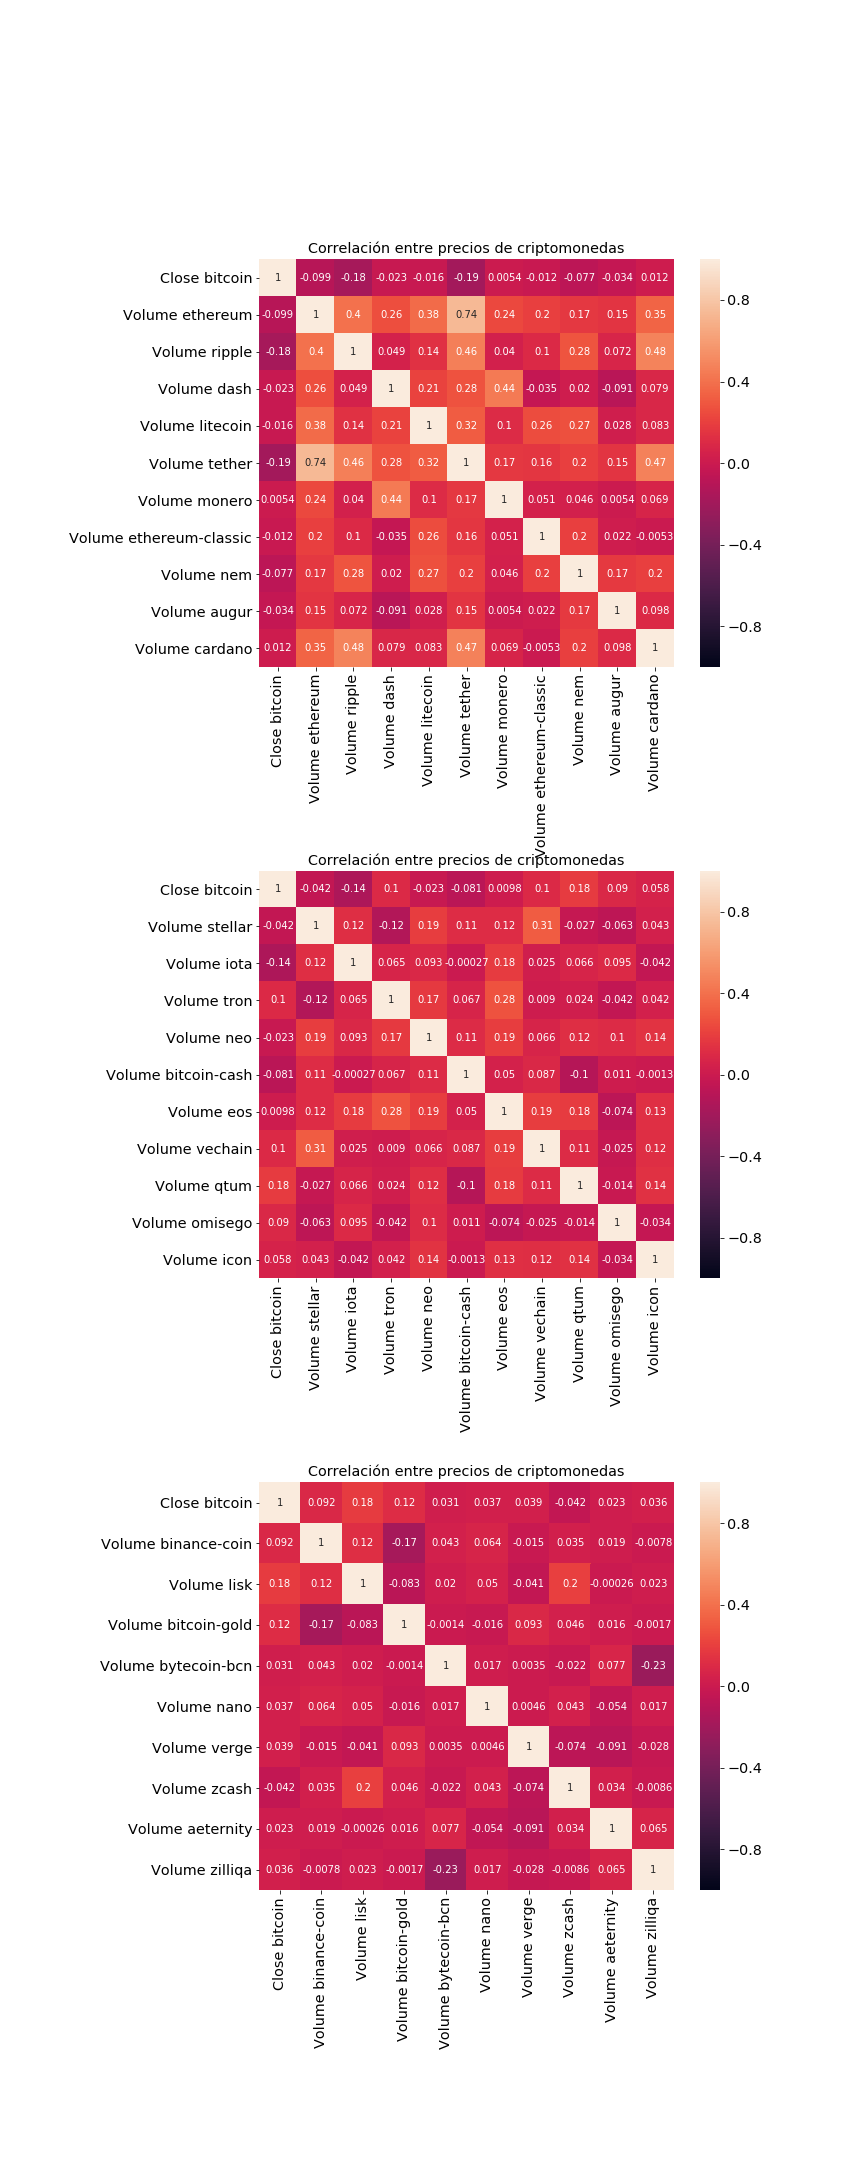 Correlación entre precios de criptomonedas
Close bitcoin 1 -0.099 -0.18 -0.023 -0.016 -0.19 0.0054 -0.012 -0.077 -0.034 0.012
Volume ethereum -0.099 1 0.4 0.26 0.38 0.74 0.24 0.2 0.17 0.15 0.35
Volume ripple -0.18 0.4 1 0.049 0.14 0.46 0.04 0.1 0.28 0.072 0.48
Volume dash -0.023 0.26 0.049 1 0.21 0.28 0.44 -0.035 0.02 -0.091 0.079
Volume litecoin -0.016 0.38 0.14 0.21 1 0.32 0.1 0.26 0.27 0.028 0.083
Volume tether -0.19 0.74 0.46 0.28 0.32 1 0.17 0.16 0.2 0.15 0.47
Volume monero 0.0054 0.24 0.04 0.44 0.1 0.17 1 0.051 0.046 0.0054 0.069
Volume ethereum-classic -0.012 0.2 0.1 -0.035 0.26 0.16 0.051 1 0.2 0.022 -0.0053
Volume nem -0.077 0.17 0.28 0.02 0.27 0.2 0.046 0.2 1 0.17 0.2
Volume augur -0.034 0.15 0.072 -0.091 0.028 0.15 0.0054 0.022 0.17 1 0.098
Volume cardano 0.012 0.35 0.48 0.079 0.083 0.47 0.069 -0.0053 0.2 0.098 1
Close bitcoin
Volume ethereum
Volume ripple
Volume dash
Volume litecoin
Volume tether
Volume monero
Volume ethereum-classic
Volume nem
Volume augur
Volume cardano
0.8
0.4
0.0
−0.4
−0.8
Correlación entre precios de criptomonedas
Close bitcoin 1 -0.042 -0.14 0.1 -0.023 -0.081 0.0098 0.1 0.18 0.09 0.058
Volume stellar -0.042 1 0.12 -0.12 0.19 0.11 0.12 0.31 -0.027 -0.063 0.043
Volume iota -0.14 0.12 1 0.065 0.093 -0.00027 0.18 0.025 0.066 0.095 -0.042
Volume tron 0.1 -0.12 0.065 1 0.17 0.067 0.28 0.009 0.024 -0.042 0.042
Volume neo -0.023 0.19 0.093 0.17 1 0.11 0.19 0.066 0.12 0.1 0.14
Volume bitcoin-cash -0.081 0.11 -0.00027 0.067 0.11 1 0.05 0.087 -0.1 0.011 -0.0013
Volume eos 0.0098 0.12 0.18 0.28 0.19 0.05 1 0.19 0.18 -0.074 0.13
Volume vechain 0.1 0.31 0.025 0.009 0.066 0.087 0.19 1 0.11 -0.025 0.12
Volume qtum 0.18 -0.027 0.066 0.024 0.12 -0.1 0.18 0.11 1 -0.014 0.14
Volume omisego 0.09 -0.063 0.095 -0.042 0.1 0.011 -0.074 -0.025 -0.014 1 -0.034
Volume icon 0.058 0.043 -0.042 0.042 0.14 -0.0013 0.13 0.12 0.14 -0.034 1
Close bitcoin
Volume stellar
Volume iota
Volume tron
Volume neo
Volume bitcoin-cash
Volume eos
Volume vechain
Volume qtum
Volume omisego
Volume icon
0.8
0.4
0.0
−0.4
−0.8
Correlación entre precios de criptomonedas
Close bitcoin 1 0.092 0.18 0.12 0.031 0.037 0.039 -0.042 0.023 0.036
Volume binance-coin 0.092 1 0.12 -0.17 0.043 0.064 -0.015 0.035 0.019 -0.0078
Volume lisk 0.18 0.12 1 -0.083 0.02 0.05 -0.041 0.2 -0.00026 0.023
Volume bitcoin-gold 0.12 -0.17 -0.083 1 -0.0014 -0.016 0.093 0.046 0.016 -0.0017
Volume bytecoin-bcn 0.031 0.043 0.02 -0.0014 1 0.017 0.0035 -0.022 0.077 -0.23
Volume nano 0.037 0.064 0.05 -0.016 0.017 1 0.0046 0.043 -0.054 0.017
Volume verge 0.039 -0.015 -0.041 0.093 0.0035 0.0046 1 -0.074 -0.091 -0.028
Volume zcash -0.042 0.035 0.2 0.046 -0.022 0.043 -0.074 1 0.034 -0.0086
Volume aeternity 0.023 0.019 -0.00026 0.016 0.077 -0.054 -0.091 0.034 1 0.065
Volume zilliqa 0.036 -0.0078 0.023 -0.0017 -0.23 0.017 -0.028 -0.0086 0.065 1
Close bitcoin
Volume binance-coin
Volume lisk
Volume bitcoin-gold
Volume bytecoin-bcn
Volume nano
Volume verge
Volume zcash
Volume aeternity
Volume zilliqa
0.8
0.4
0.0
−0.4
−0.8